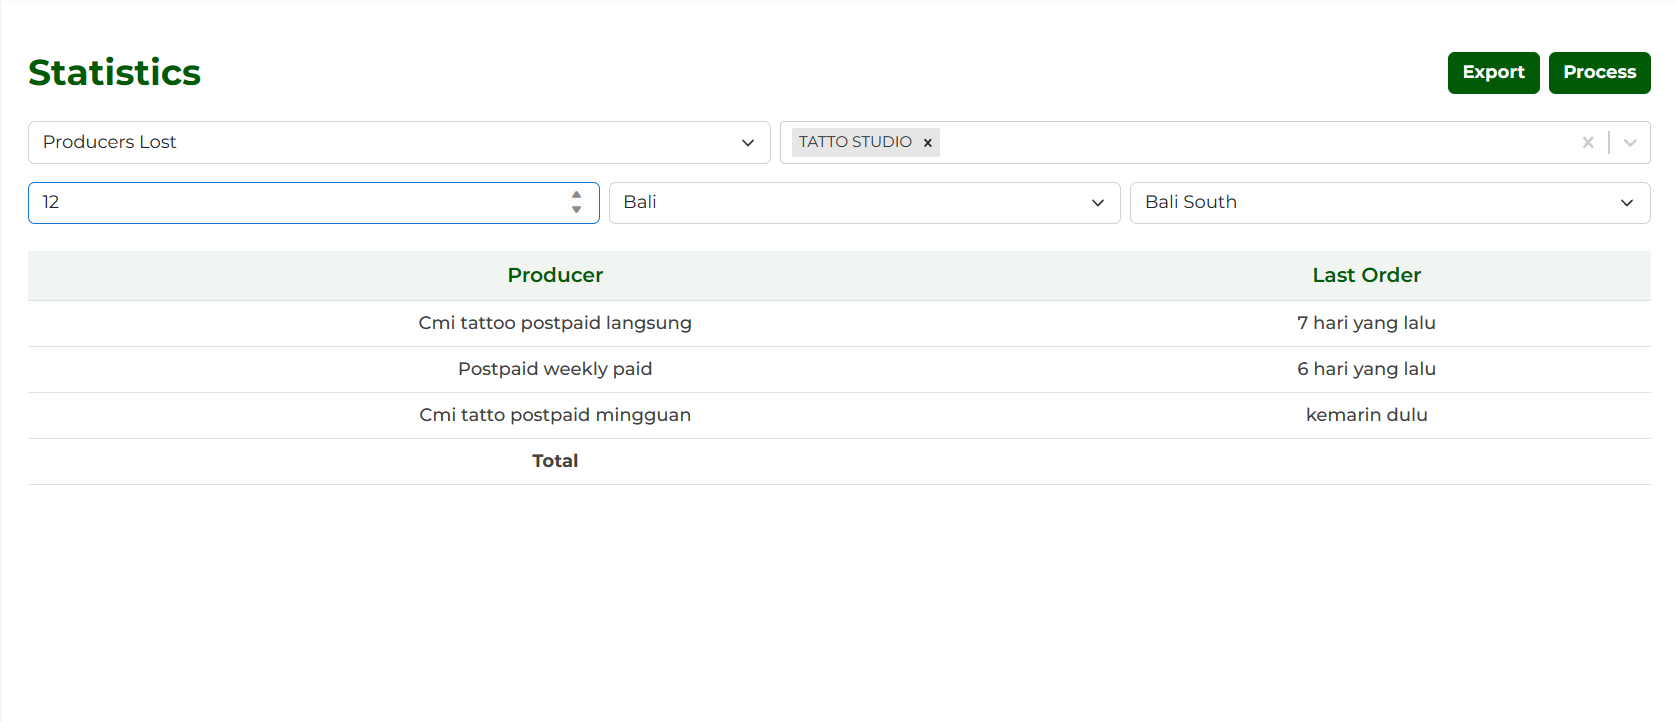 Statistics
Export
Process
Producers Lost
TATTO STUDIO
12
Bali
Bali South
Producer Last Order
Cmi tattoo postpaid langsung 7 hari yang lalu
Postpaid weekly paid 6 hari yang lalu
Cmi tatto postpaid mingguan kemarin dulu
Total